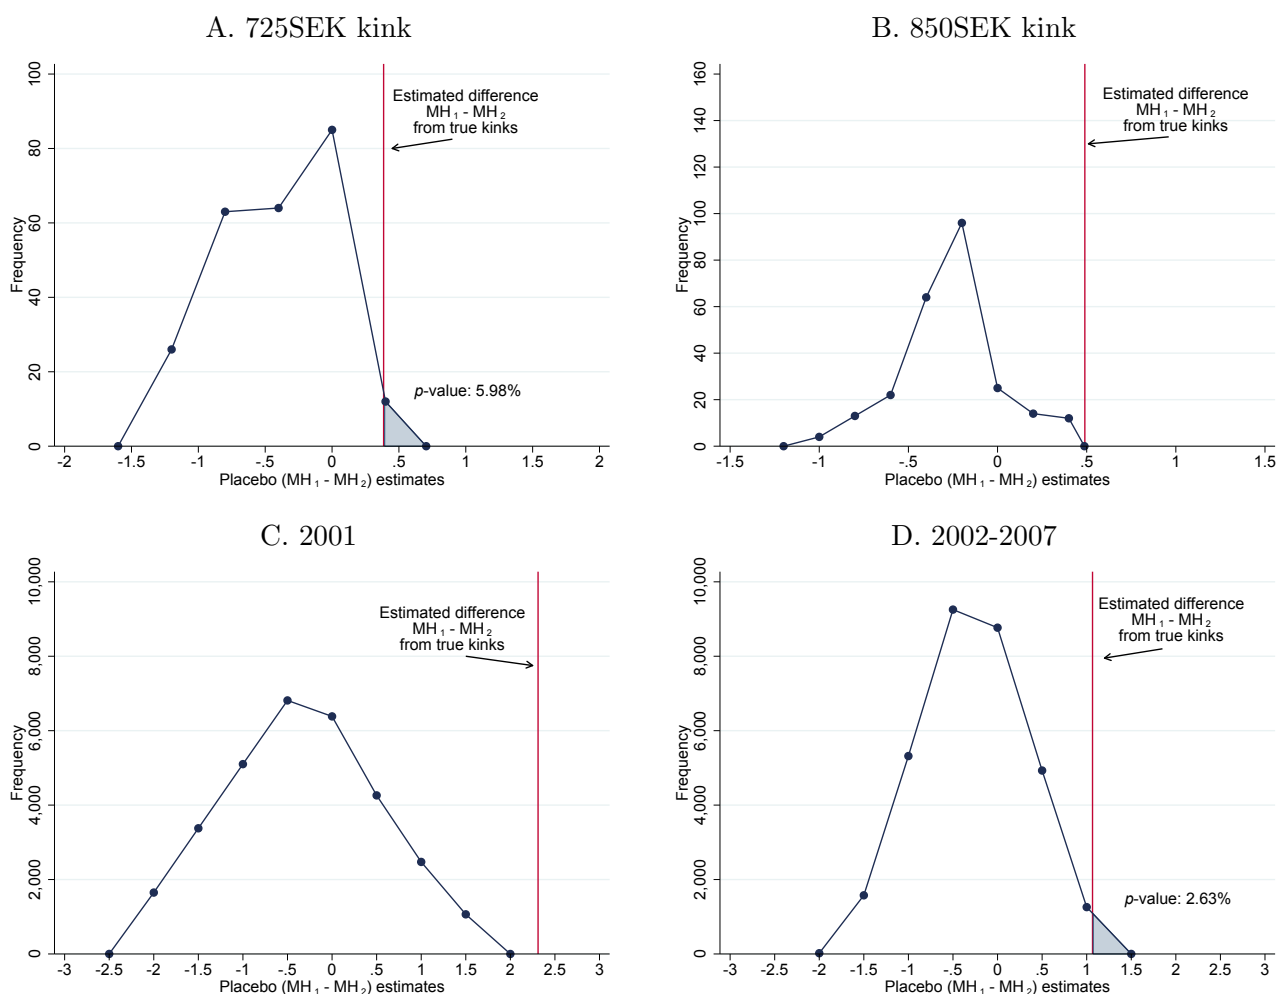 A. 725SEK kink
100
80
60
40
20
0
Frequency
Estimated difference
MH₁ - MH₂
from true kinks
p-value: 5.98%
-2 -1.5 -1 -.5 0 .5 1 1.5 2
Placebo (MH₁ - MH₂) estimates
B. 850SEK kink
160
140
120
100
80
60
40
20
0
Frequency
Estimated difference
MH₁ - MH₂
from true kinks
-1.5 -1 -.5 0 .5 1 1.5
Placebo (MH₁ - MH₂) estimates
C. 2001
10,000
8,000
6,000
4,000
2,000
0
Frequency
Estimated difference
MH₁ - MH₂
from true kinks
-3 -2.5 -2 -1.5 -1 -.5 0 .5 1 1.5 2 2.5 3
Placebo (MH₁ - MH₂) estimates
D. 2002-2007
10,000
8,000
6,000
4,000
2,000
0
Frequency
Estimated difference
MH₁ - MH₂
from true kinks
p-value: 2.63%
-3 -2.5 -2 -1.5 -1 -.5 0 .5 1 1.5 2 2.5 3
Placebo (MH₁ - MH₂) estimates